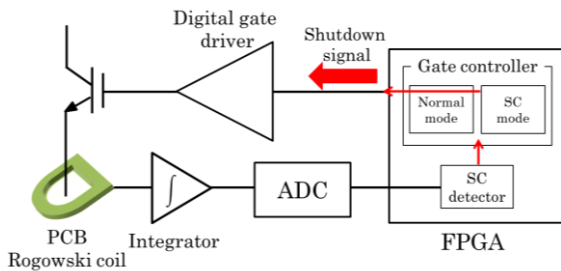 Digital gate
driver
Shutdown
signal
Gate controller
Normal
mode
SC
mode
SC
detector
FPGA
PCB
Rogowski coil
∫
Integrator
ADC